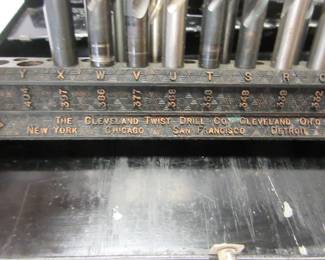 Y X W V U T S R Q
404 397 386 377 368 358 348 339 332
THE CLEVELAND TWIST DRILL CO. CLEVELAND O.
NEW YORK CHICAGO SAN FRANCISCO DETROIT